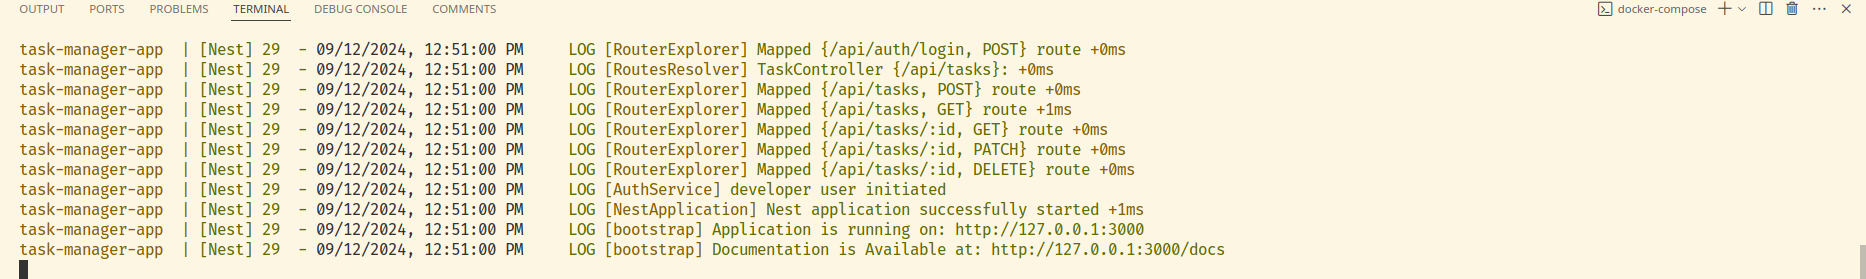 OUTPUT PORTS PROBLEMS TERMINAL DEBUG CONSOLE COMMENTS docker-compose
task-manager-app | [Nest] 29 - 09/12/2024, 12:51:00 PM LOG [RouterExplorer] Mapped {/api/auth/login, POST} route +0ms
task-manager-app | [Nest] 29 - 09/12/2024, 12:51:00 PM LOG [RoutesResolver] TaskController {/api/tasks}: +0ms
task-manager-app | [Nest] 29 - 09/12/2024, 12:51:00 PM LOG [RouterExplorer] Mapped {/api/tasks, POST} route +0ms
task-manager-app | [Nest] 29 - 09/12/2024, 12:51:00 PM LOG [RouterExplorer] Mapped {/api/tasks, GET} route +1ms
task-manager-app | [Nest] 29 - 09/12/2024, 12:51:00 PM LOG [RouterExplorer] Mapped {/api/tasks/:id, GET} route +0ms
task-manager-app | [Nest] 29 - 09/12/2024, 12:51:00 PM LOG [RouterExplorer] Mapped {/api/tasks/:id, PATCH} route +0ms
task-manager-app | [Nest] 29 - 09/12/2024, 12:51:00 PM LOG [RouterExplorer] Mapped {/api/tasks/:id, DELETE} route +0ms
task-manager-app | [Nest] 29 - 09/12/2024, 12:51:00 PM LOG [AuthService] developer user initiated
task-manager-app | [Nest] 29 - 09/12/2024, 12:51:00 PM LOG [NestApplication] Nest application successfully started +1ms
task-manager-app | [Nest] 29 - 09/12/2024, 12:51:00 PM LOG [bootstrap] Application is running on: http://127.0.0.1:3000
task-manager-app | [Nest] 29 - 09/12/2024, 12:51:00 PM LOG [bootstrap] Documentation is Available at: http://127.0.0.1:3000/docs